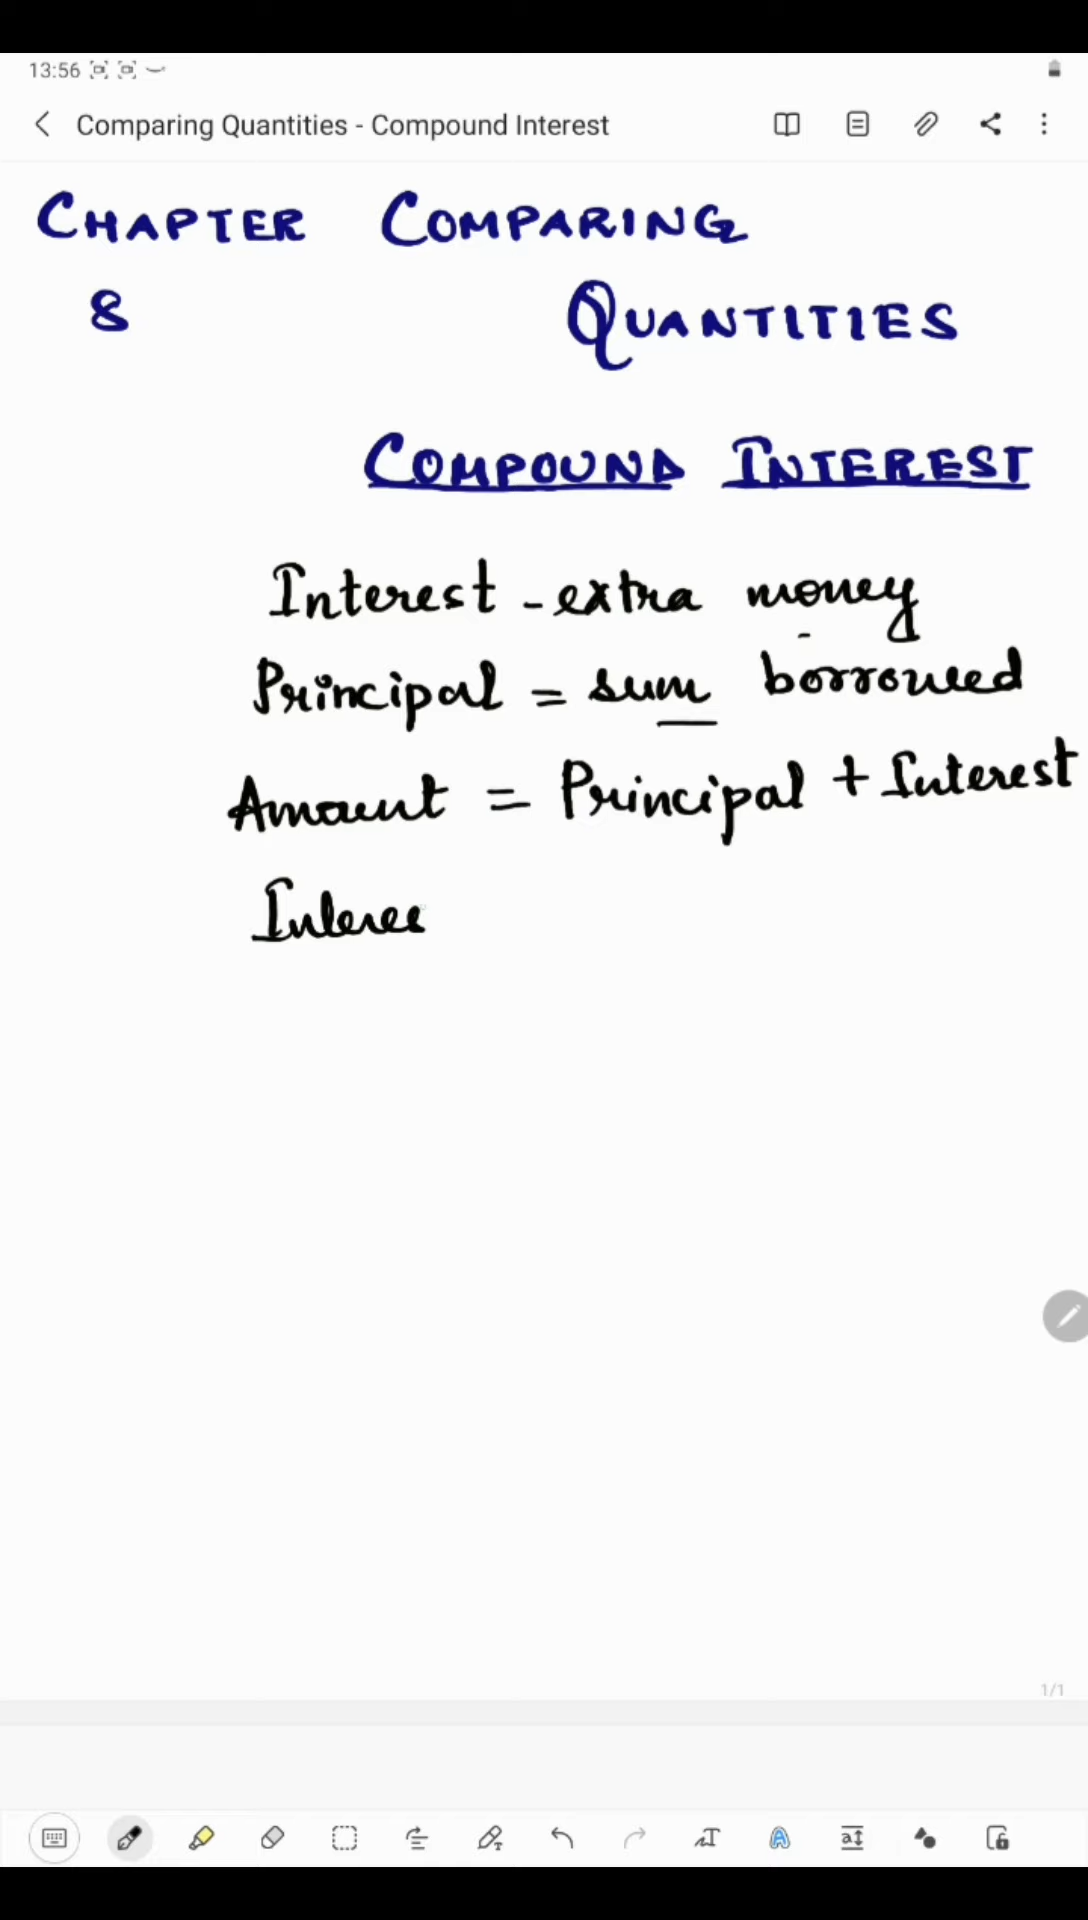 13:56
Comparing Quantities - Compound Interest
CHAPTER COMPARING
8 QUANTITIES
COMPOUND INTEREST
Interest - extra money
Principal = sum borrowed
Amount = Principal + Interest
Interes
1/1